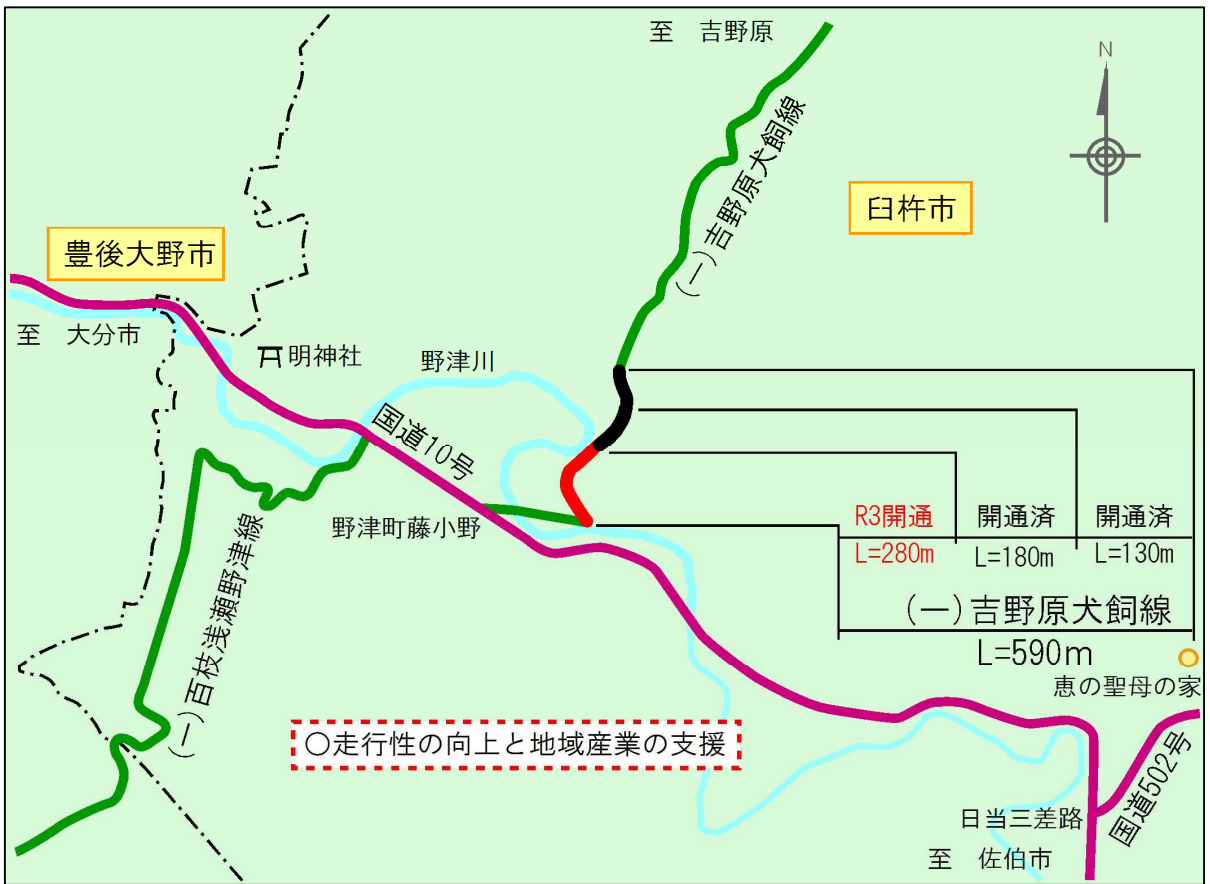 至 吉野原
N
(一)吉野原犬飼線
臼杵市
豊後大野市
至 大分市
明神社
野津川
国道10号
野津町藤小野
R3開通
開通済
開通済
L=280m
L=180m
L=130m
(一)吉野原犬飼線
L=590m
恵の聖母の家
(一)百枝浅瀬野津線
○走行性の向上と地域産業の支援
国道502号
日当三差路
至 佐伯市